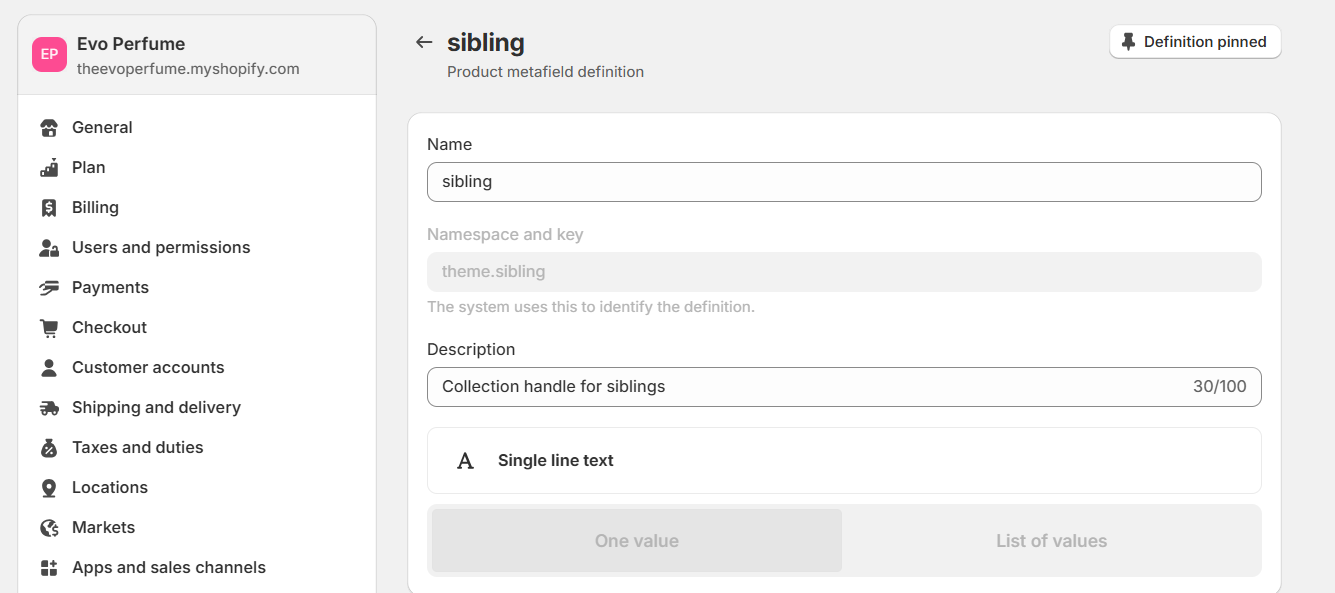 EP
Evo Perfume
theevoperfume.myshopify.com
General
Plan
Billing
Users and permissions
Payments
Checkout
Customer accounts
Shipping and delivery
Taxes and duties
Locations
Markets
Apps and sales channels
sibling
Product metafield definition
Definition pinned
Name
sibling
Namespace and key
theme.sibling
The system uses this to identify the definition.
Description
Collection handle for siblings 30/100
A Single line text
One value List of values